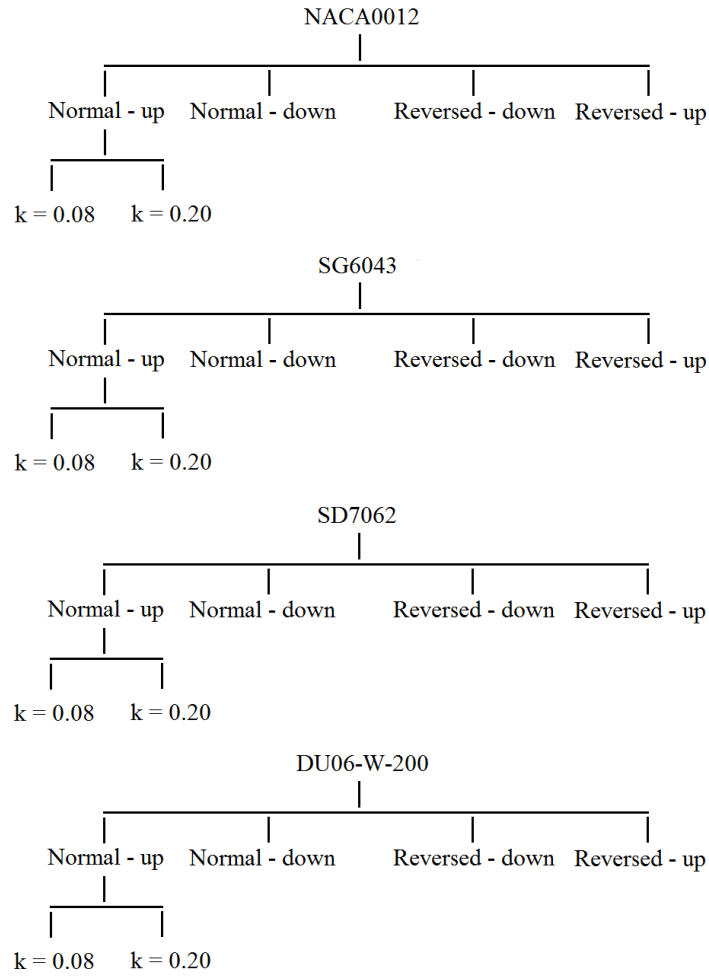 NACA0012
Normal - up Normal - down Reversed - down Reversed - up
k = 0.08 k = 0.20
SG6043
Normal - up Normal - down Reversed - down Reversed - up
k = 0.08 k = 0.20
SD7062
Normal - up Normal - down Reversed - down Reversed - up
k = 0.08 k = 0.20
DU06-W-200
Normal - up Normal - down Reversed - down Reversed - up
k = 0.08 k = 0.20